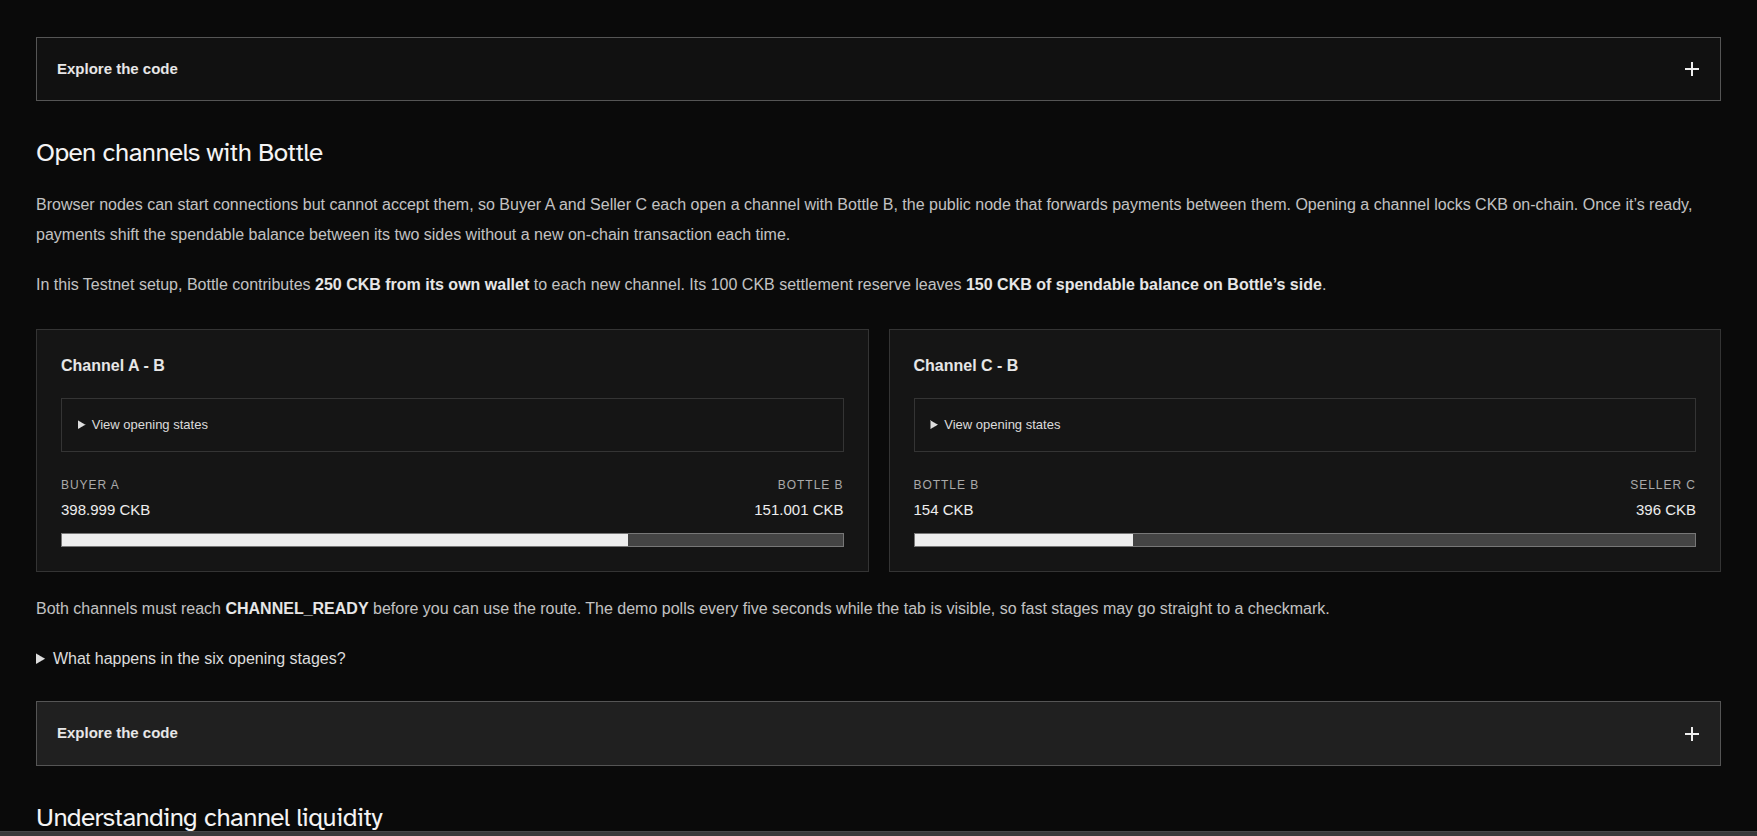 Explore the code
Open channels with Bottle
Browser nodes can start connections but cannot accept them, so Buyer A and Seller C each open a channel with Bottle B, the public node that forwards payments between them. Opening a channel locks CKB on-chain. Once it’s ready,
payments shift the spendable balance between its two sides without a new on-chain transaction each time.
In this Testnet setup, Bottle contributes 250 CKB from its own wallet to each new channel. Its 100 CKB settlement reserve leaves 150 CKB of spendable balance on Bottle’s side.
Channel A - B
View opening states
BUYER A BOTTLE B
398.999 CKB 151.001 CKB
Channel C - B
View opening states
BOTTLE B SELLER C
154 CKB 396 CKB
Both channels must reach CHANNEL_READY before you can use the route. The demo polls every five seconds while the tab is visible, so fast stages may go straight to a checkmark.
What happens in the six opening stages?
Explore the code
Understanding channel liquidity